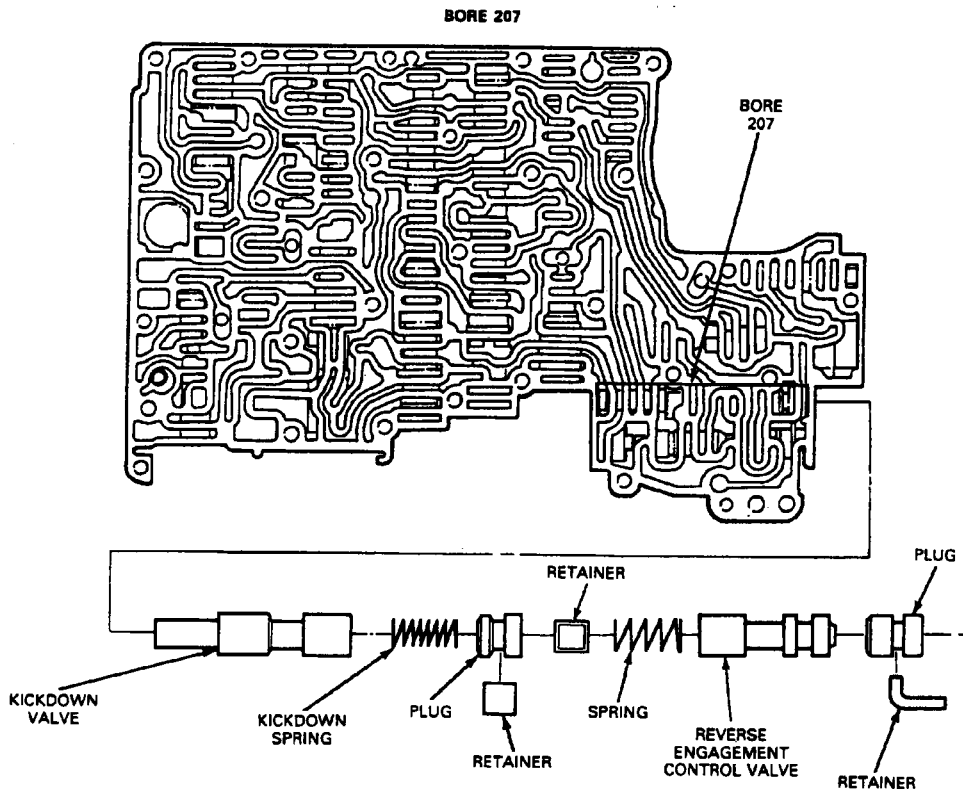 BORE 207
BORE
207
RETAINER
PLUG
KICKDOWN
VALVE
KICKDOWN
SPRING
PLUG
RETAINER
SPRING
REVERSE
ENGAGEMENT
CONTROL VALVE
RETAINER